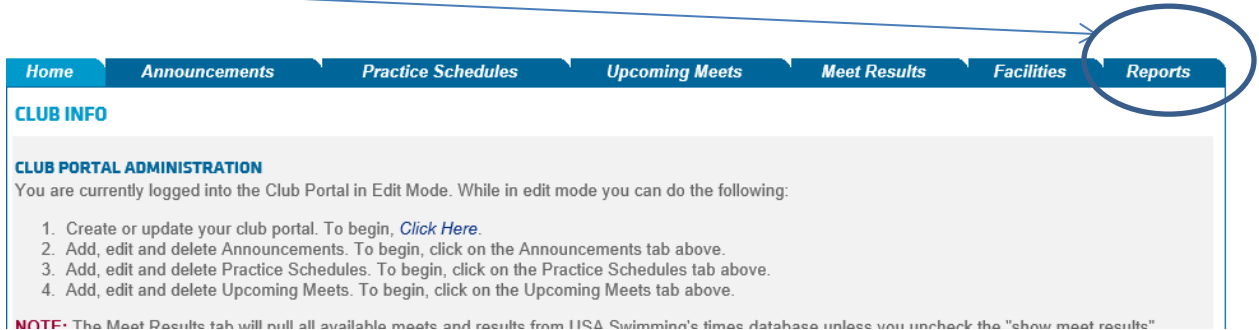 Home Announcements Practice Schedules Upcoming Meets Meet Results Facilities Reports
CLUB INFO
CLUB PORTAL ADMINISTRATION
You are currently logged into the Club Portal in Edit Mode. While in edit mode you can do the following:
1. Create or update your club portal. To begin, Click Here.
2. Add, edit and delete Announcements. To begin, click on the Announcements tab above.
3. Add, edit and delete Practice Schedules. To begin, click on the Practice Schedules tab above.
4. Add, edit and delete Upcoming Meets. To begin, click on the Upcoming Meets tab above.
NOTE: The Meet Results tab will pull all available meets and results from USA Swimming's times database unless you uncheck the "show meet results"